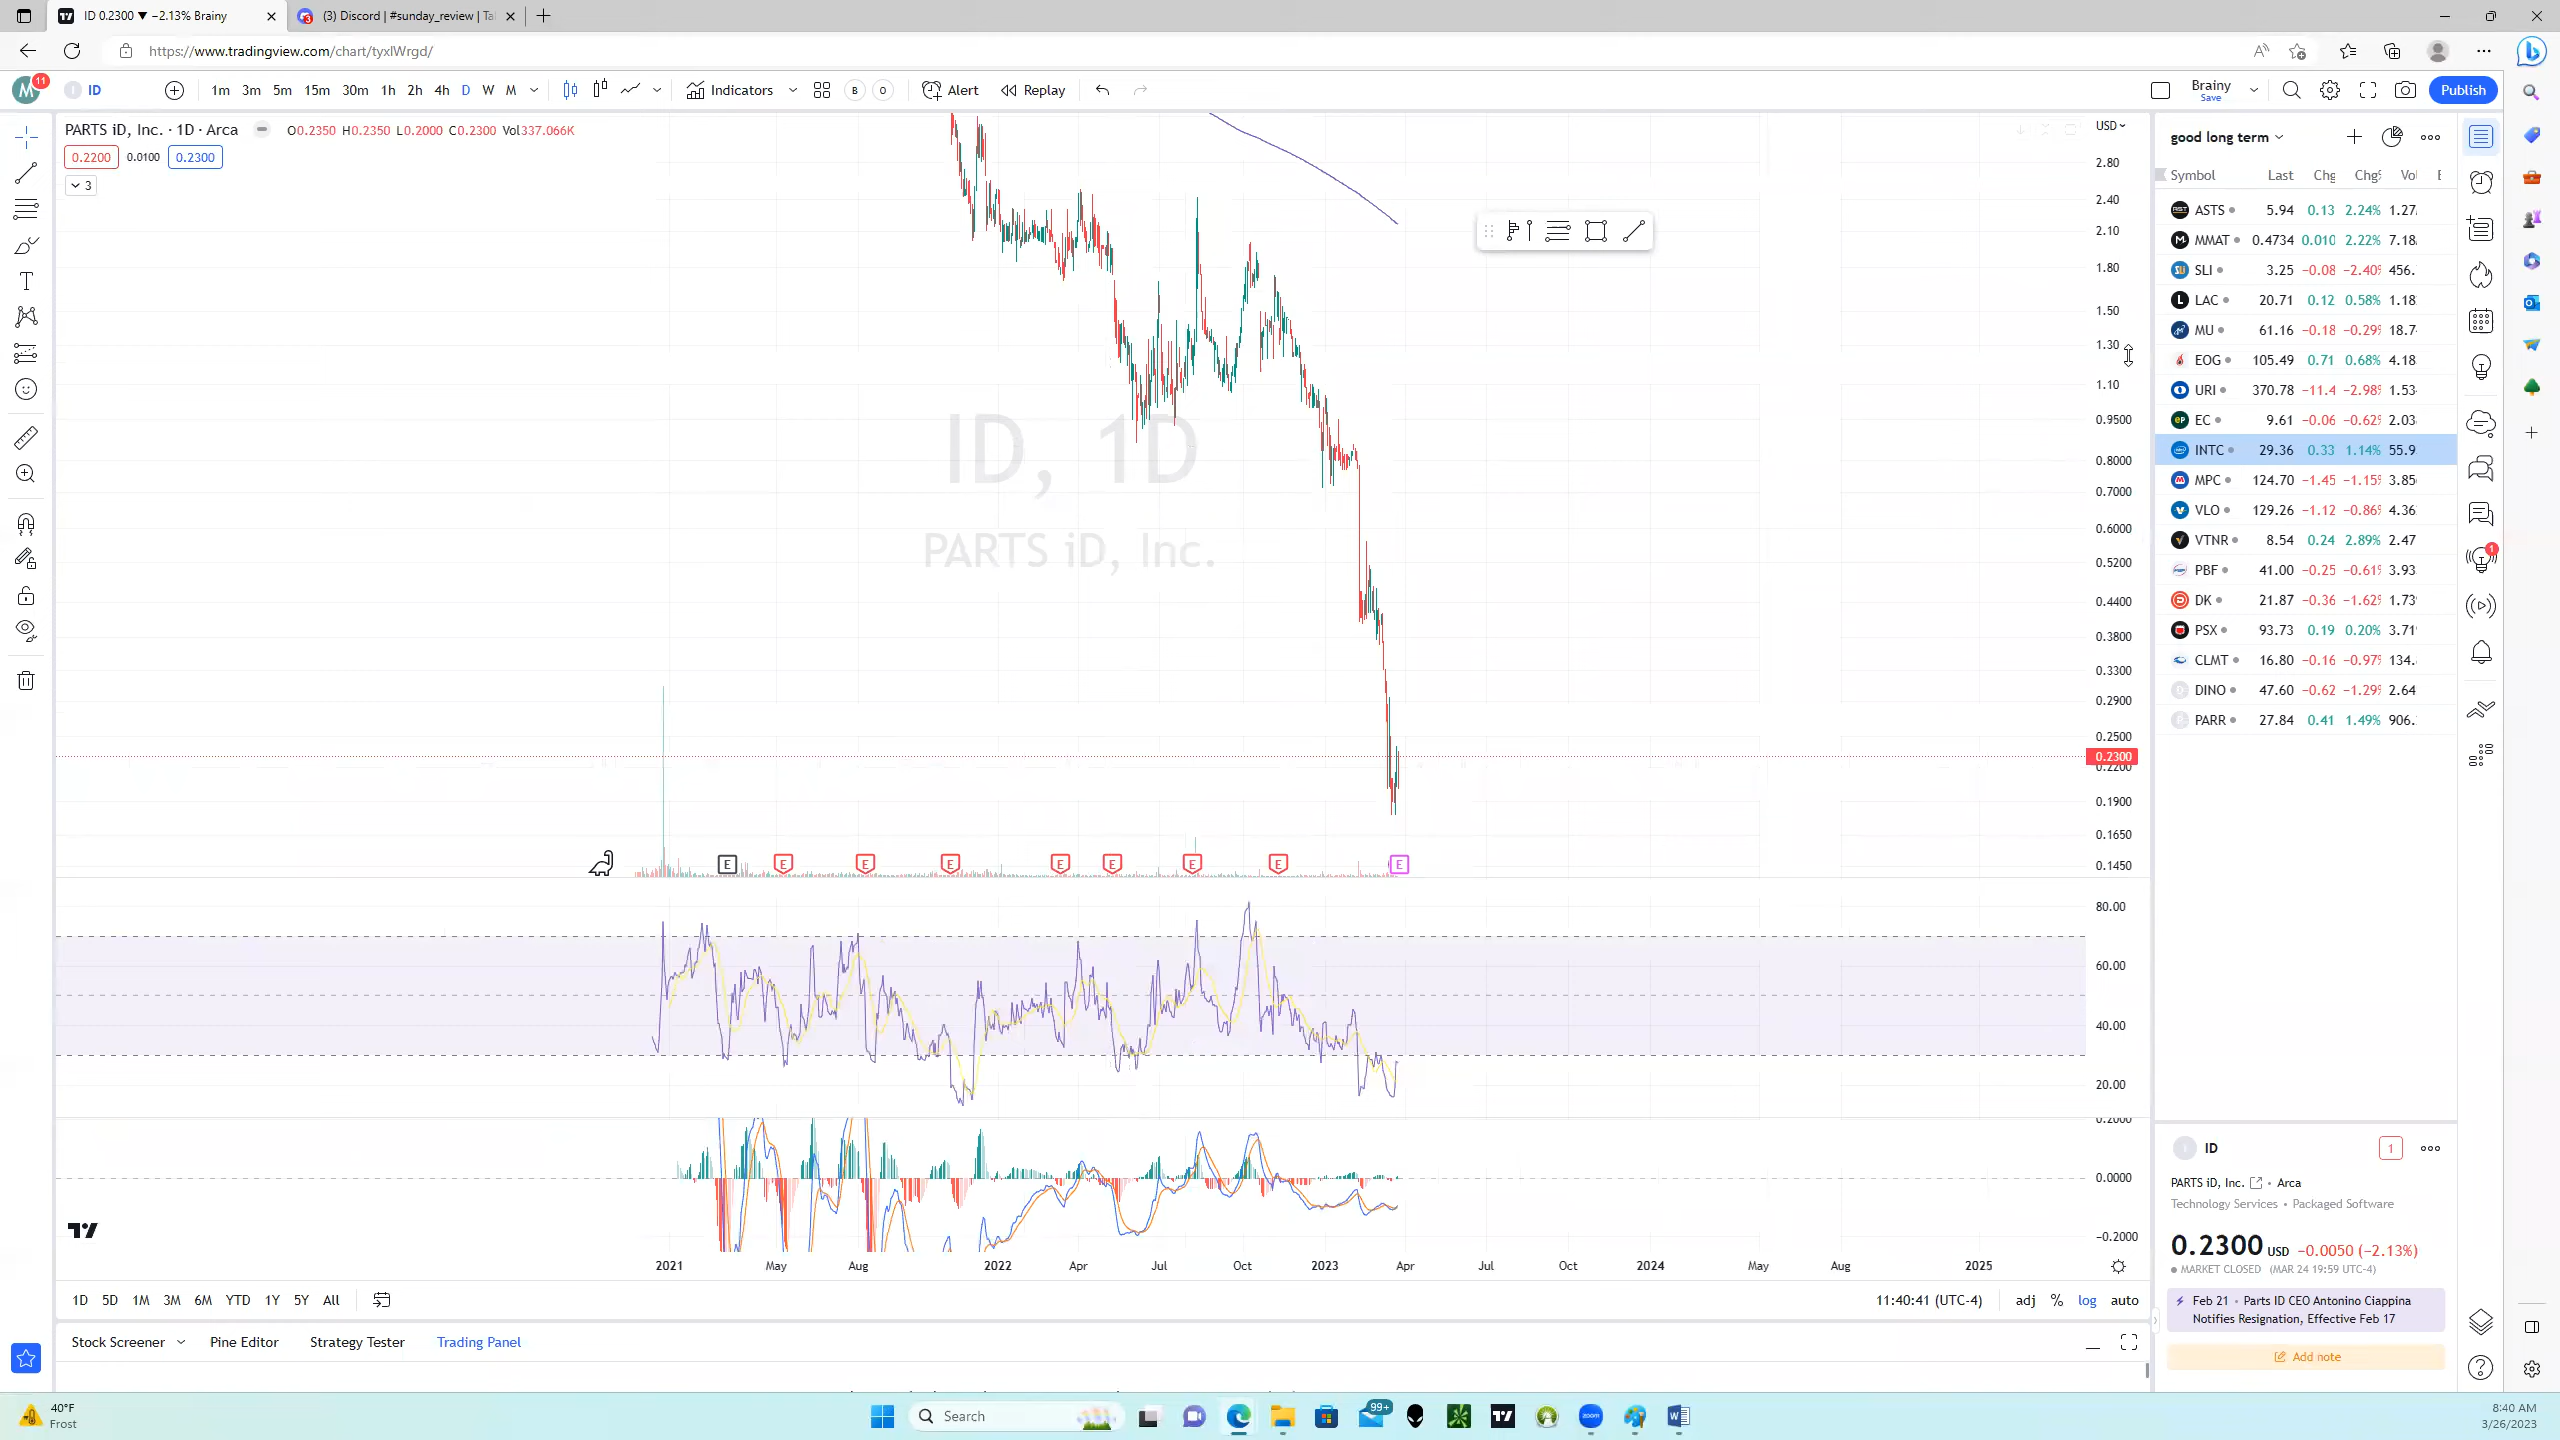 ID 0.2300 ▼ −2.13% Brainy
(3) Discord | #sunday_review | Ta
https://www.tradingview.com/chart/tyxlWrgd/
M 11 ID 1m 3m 5m 15m 30m 1h 2h 4h D W M Indicators B O Alert Replay Brainy Save Publish
PARTS iD, Inc. · 1D · Arca O0.2350 H0.2350 L0.2000 C0.2300 Vol337.066K
0.2200 0.0100 0.2300
3
ID, 1D
PARTS iD, Inc.
USD
2.80
2.40
2.10
1.80
1.50
1.30
1.10
0.9500
0.8000
0.7000
0.6000
0.5200
0.4400
0.3800
0.3300
0.2900
0.2500
0.2300
0.2200
0.1900
0.1650
0.1450
E E E E E E E E E
80.00
60.00
40.00
20.00
0.2000
0.0000
−0.2000
2021 May Aug 2022 Apr Jul Oct 2023 Apr Jul Oct 2024 May Aug 2025
1D 5D 1M 3M 6M YTD 1Y 5Y All 11:40:41 (UTC-4) adj % log auto
Stock Screener Pine Editor Strategy Tester Trading Panel
good long term
Symbol Last Chg Chg% Vol
ASTS 5.94 0.13 2.24% 1.27
MMAT 0.4734 0.010 2.22% 7.18
SLI 3.25 −0.08 −2.40% 456.
LAC 20.71 0.12 0.58% 1.18
MU 61.16 −0.18 −0.29% 18.7
EOG 105.49 0.71 0.68% 4.18
URI 370.78 −11.4 −2.98% 1.53
EC 9.61 −0.06 −0.62% 2.03
INTC 29.36 0.33 1.14% 55.9
MPC 124.70 −1.45 −1.15% 3.85
VLO 129.26 −1.12 −0.86% 4.36
VTNR 8.54 0.24 2.89% 2.47
PBF 41.00 −0.25 −0.61% 3.93
DK 21.87 −0.36 −1.62% 1.73
PSX 93.73 0.19 0.20% 3.71
CLMT 16.80 −0.16 −0.97% 134.
DINO 47.60 −0.62 −1.29% 2.64
PARR 27.84 0.41 1.49% 906.
ID 1
PARTS iD, Inc. • Arca
Technology Services • Packaged Software
0.2300 USD −0.0050 (−2.13%)
MARKET CLOSED (MAR 24 19:59 UTC-4)
Feb 21 • Parts ID CEO Antonino Ciappina
Notifies Resignation, Effective Feb 17
Add note
40°F
Frost
Search
99+
zoom
8:40 AM
3/26/2023